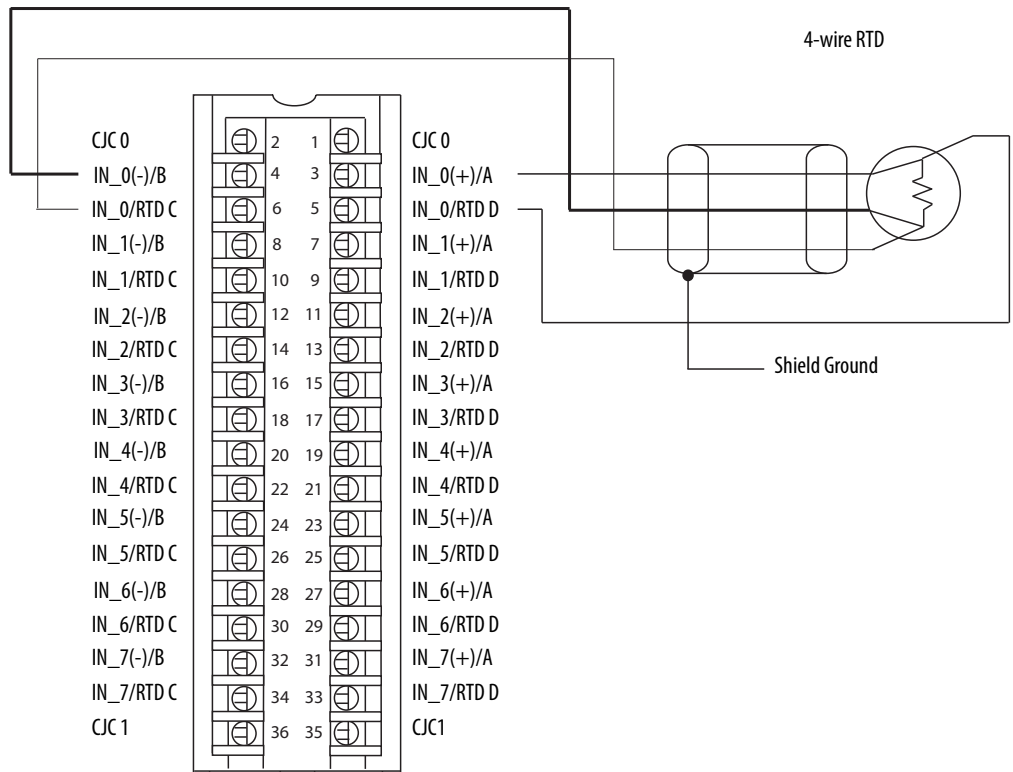 4-wire RTD
CJC 0 2 1 CJC 0
IN_0(-)/B 4 3 IN_0(+)/A
IN_0/RTD C 6 5 IN_0/RTD D
IN_1(-)/B 8 7 IN_1(+)/A
IN_1/RTD C 10 9 IN_1/RTD D
IN_2(-)/B 12 11 IN_2(+)/A
IN_2/RTD C 14 13 IN_2/RTD D
Shield Ground
IN_3(-)/B 16 15 IN_3(+)/A
IN_3/RTD C 18 17 IN_3/RTD D
IN_4(-)/B 20 19 IN_4(+)/A
IN_4/RTD C 22 21 IN_4/RTD D
IN_5(-)/B 24 23 IN_5(+)/A
IN_5/RTD C 26 25 IN_5/RTD D
IN_6(-)/B 28 27 IN_6(+)/A
IN_6/RTD C 30 29 IN_6/RTD D
IN_7(-)/B 32 31 IN_7(+)/A
IN_7/RTD C 34 33 IN_7/RTD D
CJC 1 36 35 CJC1